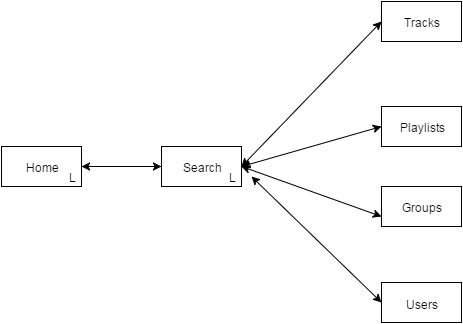 Tracks
Playlists
Home
L
Search
L
Groups
Users